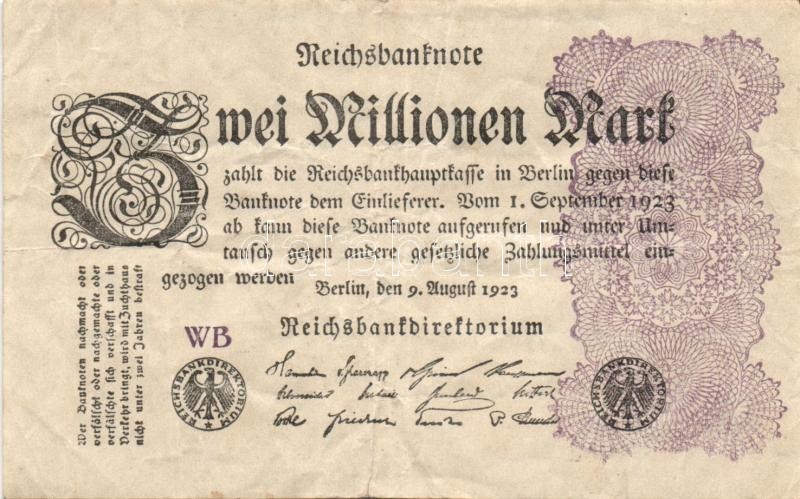 Reichsbanknote
Zwei Millionen Mark
zahlt die Reichsbankhauptkasse in Berlin gegen diese
Banknote dem Einlieferer. Vom 1. September 1923
ab kann diese Banknote aufgerufen und unter Um-
tausch gegen andere gesetzliche Zahlungsmittel ein-
gezogen werden
Berlin, den 9. August 1923
Reichsbankdirektorium
WB
Wer Banknoten nachmacht oder
verfälscht oder nachgemachte oder
verfälschte sich verschafft und in
Verkehr bringt, wird mit Zuchthaus
nicht unter zwei Jahren bestraft
REICHSBANKDIREKTORIUM
REICHSBANKDIREKTORIUM